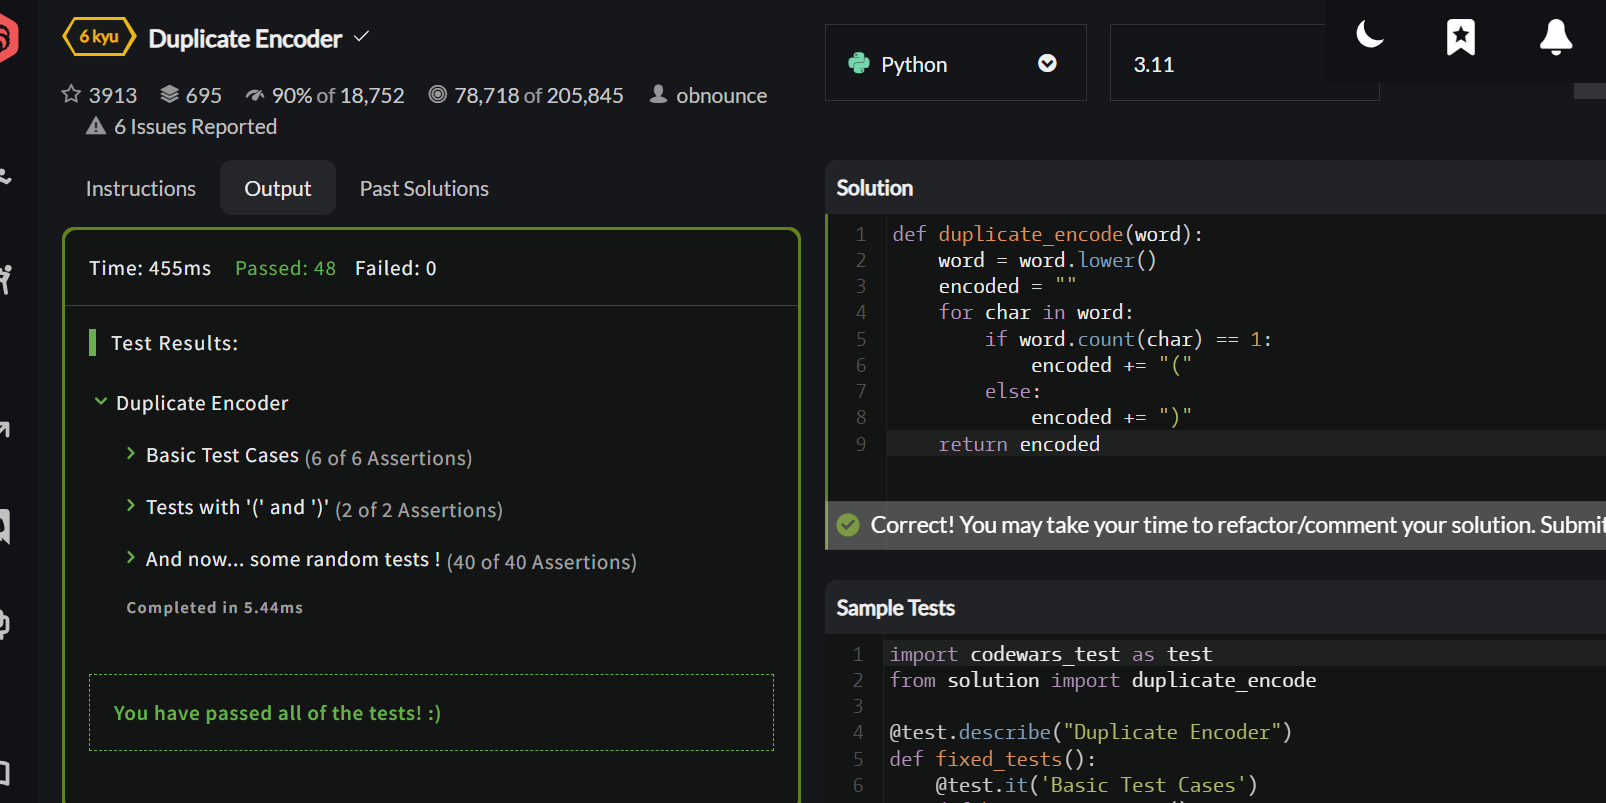 6 kyu
Duplicate Encoder
3913 695 90% of 18,752 78,718 of 205,845 obnounce
6 Issues Reported
Instructions Output Past Solutions
Time: 455ms Passed: 48 Failed: 0
Test Results:
Duplicate Encoder
Basic Test Cases (6 of 6 Assertions)
Tests with '(' and ')' (2 of 2 Assertions)
And now... some random tests ! (40 of 40 Assertions)
Completed in 5.44ms
You have passed all of the tests! :)
Python
3.11
Solution
1 def duplicate_encode(word):
2     word = word.lower()
3     encoded = ""
4     for char in word:
5         if word.count(char) == 1:
6             encoded += "("
7         else:
8             encoded += ")"
9     return encoded
Correct! You may take your time to refactor/comment your solution. Submit
Sample Tests
1 import codewars_test as test
2 from solution import duplicate_encode
3
4 @test.describe("Duplicate Encoder")
5 def fixed_tests():
6     @test.it('Basic Test Cases')